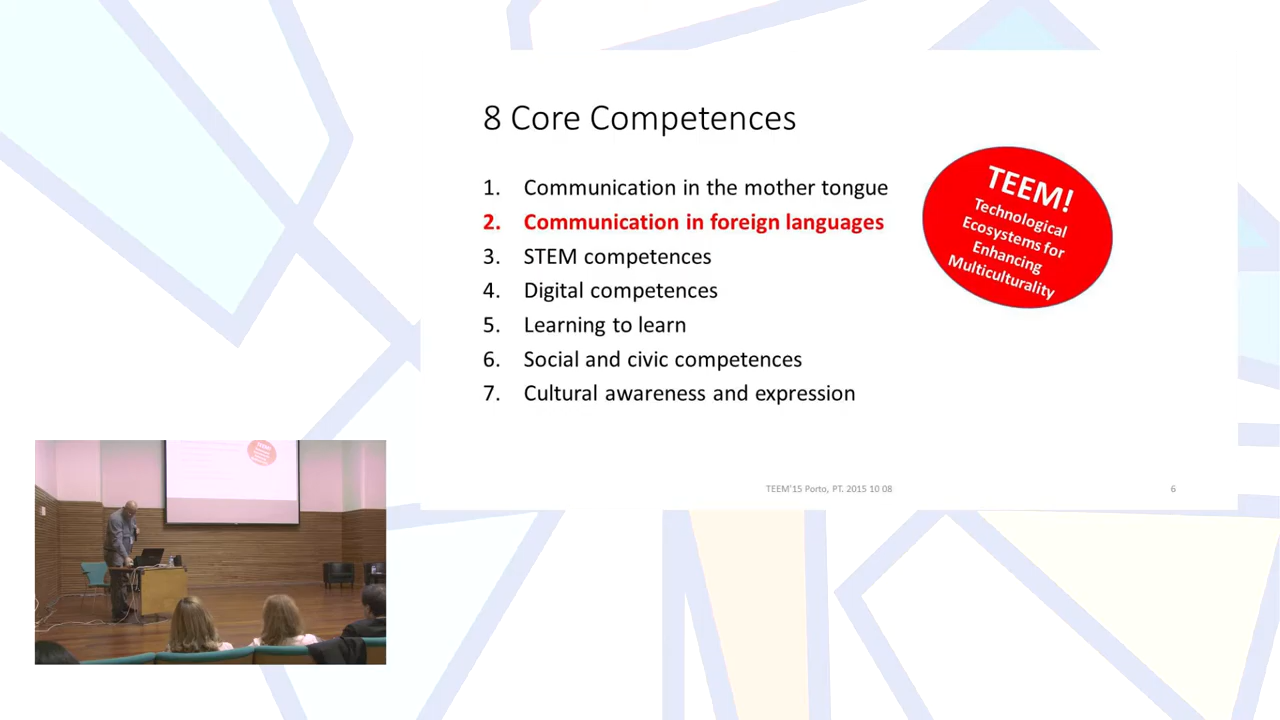 8 Core Competences
1. Communication in the mother tongue
2. Communication in foreign languages
3. STEM competences
4. Digital competences
5. Learning to learn
6. Social and civic competences
7. Cultural awareness and expression
TEEM!
Technological
Ecosystems for
Enhancing
Multiculturality
TEEM'15 Porto, PT. 2015 10 08
6